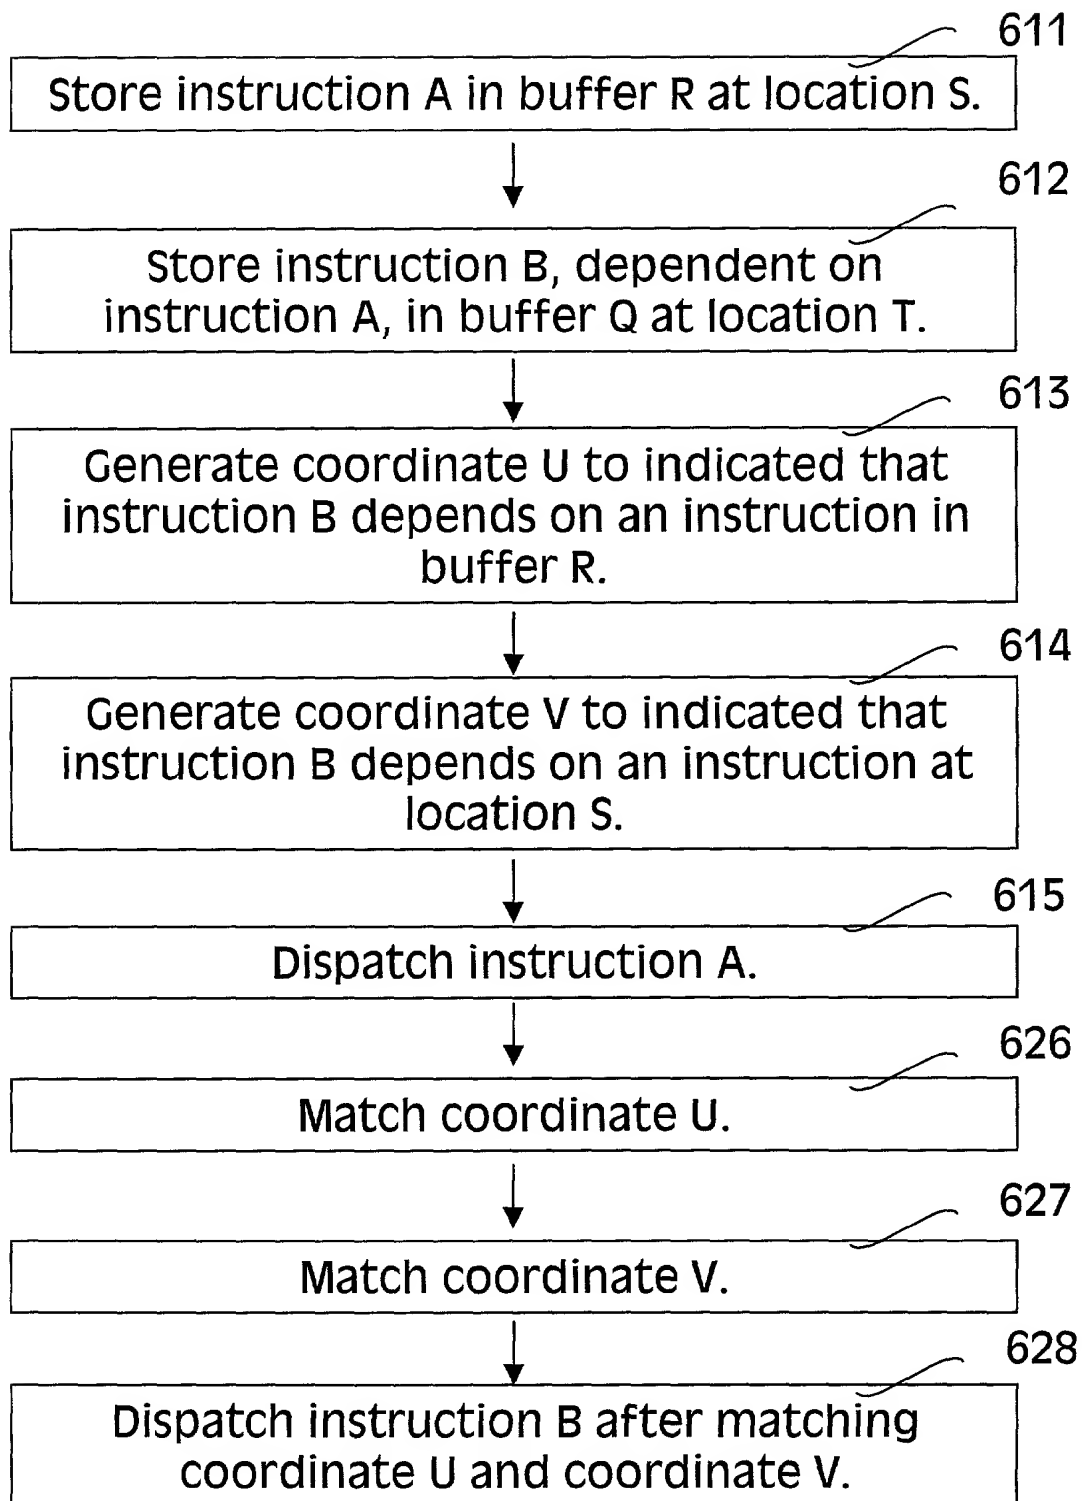 611
Store instruction A in buffer R at location S.
612
Store instruction B, dependent on
instruction A, in buffer Q at location T.
613
Generate coordinate U to indicated that
instruction B depends on an instruction in
buffer R.
614
Generate coordinate V to indicated that
instruction B depends on an instruction at
location S.
615
Dispatch instruction A.
626
Match coordinate U.
627
Match coordinate V.
628
Dispatch instruction B after matching
coordinate U and coordinate V.